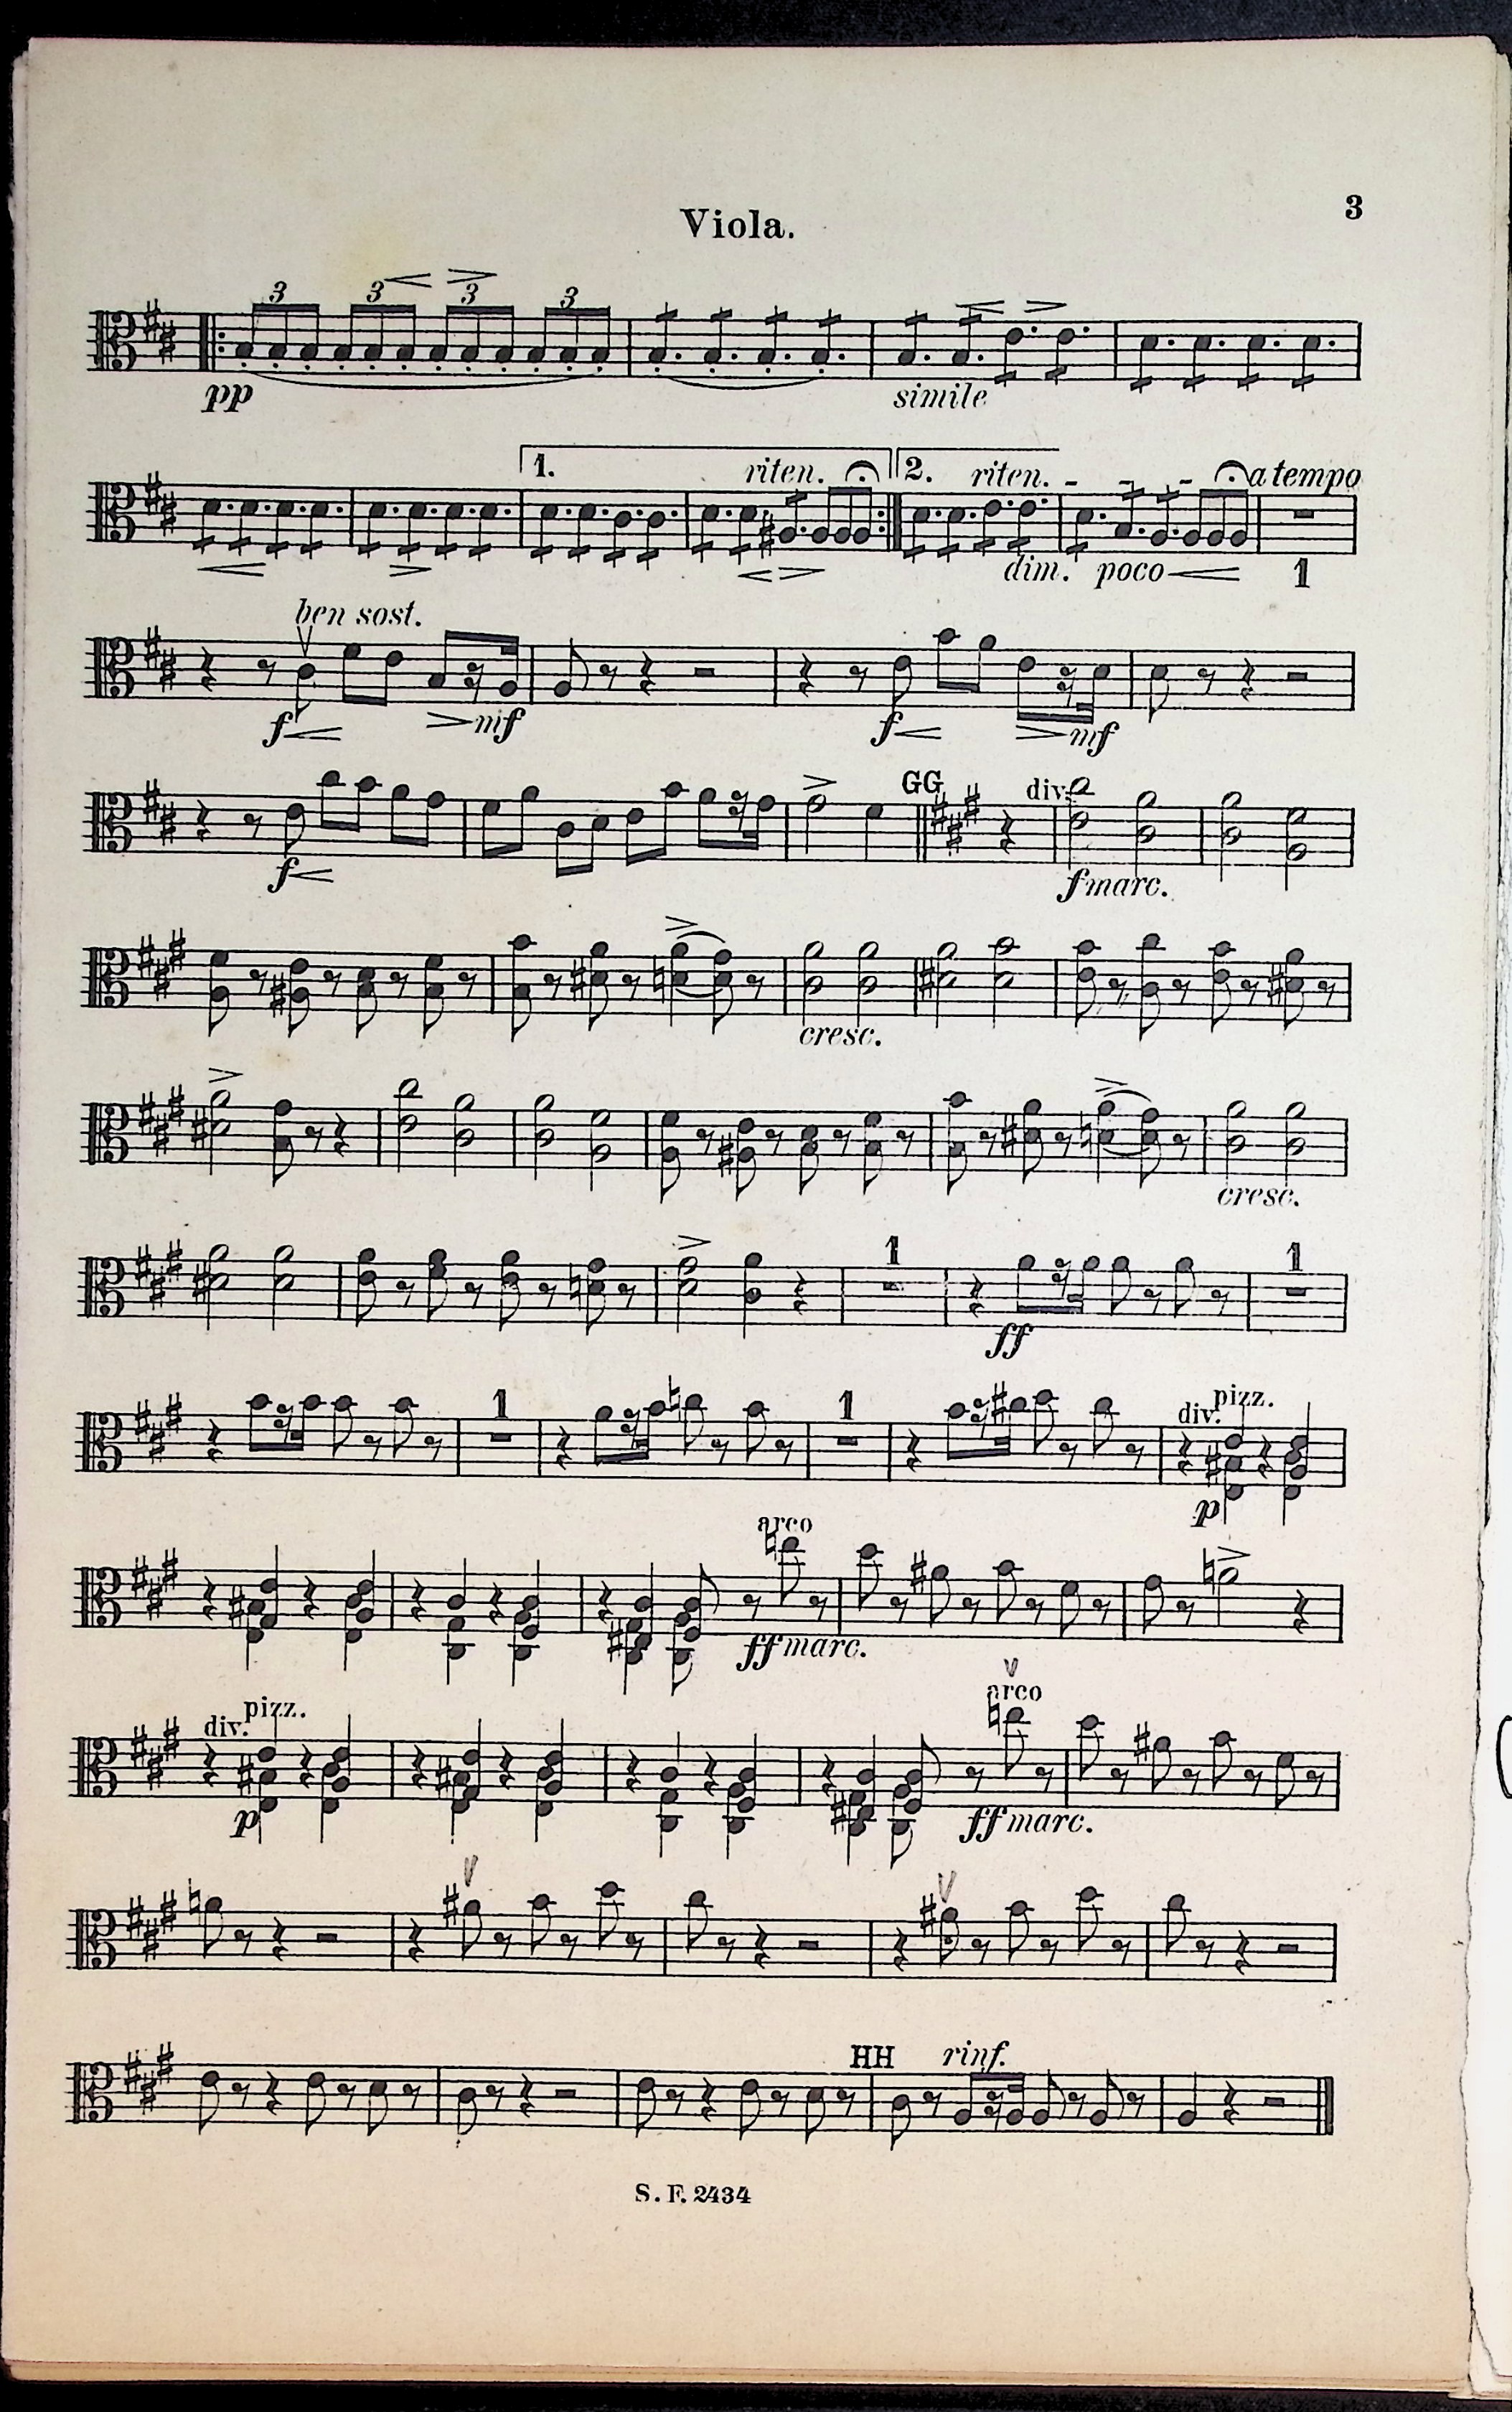 3
Viola.
3 3 3 3
pp simile
1. riten. 2. riten. a tempo
dim. poco 1
ben sost.
f mf f mf
GG div.
f f marc.
cresc.
cresc.
1 1
ff
1 1 div. pizz.
p
arco
ff marc.
div. pizz. arco
p ff marc.
HH rinf.
S. F. 2434